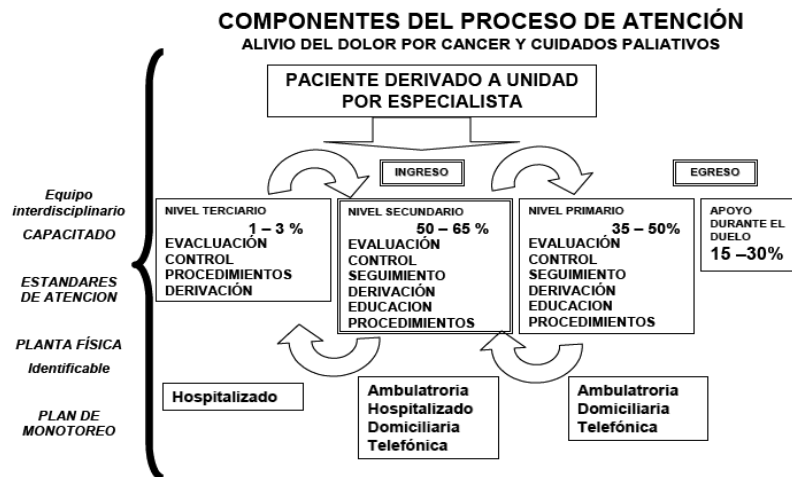 COMPONENTES DEL PROCESO DE ATENCIÓN
ALIVIO DEL DOLOR POR CANCER Y CUIDADOS PALIATIVOS
PACIENTE DERIVADO A UNIDAD
POR ESPECIALISTA
INGRESO
EGRESO
Equipo
interdisciplinario
CAPACITADO
ESTANDARES
DE ATENCION
PLANTA FÍSICA
Identificable
PLAN DE
MONOTOREO
NIVEL TERCIARIO
1 – 3 %
EVACLUACIÓN
CONTROL
PROCEDIMIENTOS
DERIVACIÓN
NIVEL SECUNDARIO
50 – 65 %
EVALUACIÓN
CONTROL
SEGUIMIENTO
DERIVACIÓN
EDUCACION
PROCEDIMIENTOS
NIVEL PRIMARIO
35 – 50%
EVALUACIÓN
CONTROL
SEGUIMIENTO
DERIVACIÓN
EDUCACION
PROCEDIMIENTOS
APOYO
DURANTE EL
DUELO
15 –30%
Hospitalizado
Ambulatroria
Hospitalizado
Domiciliaria
Telefónica
Ambulatroria
Domiciliaria
Telefónica